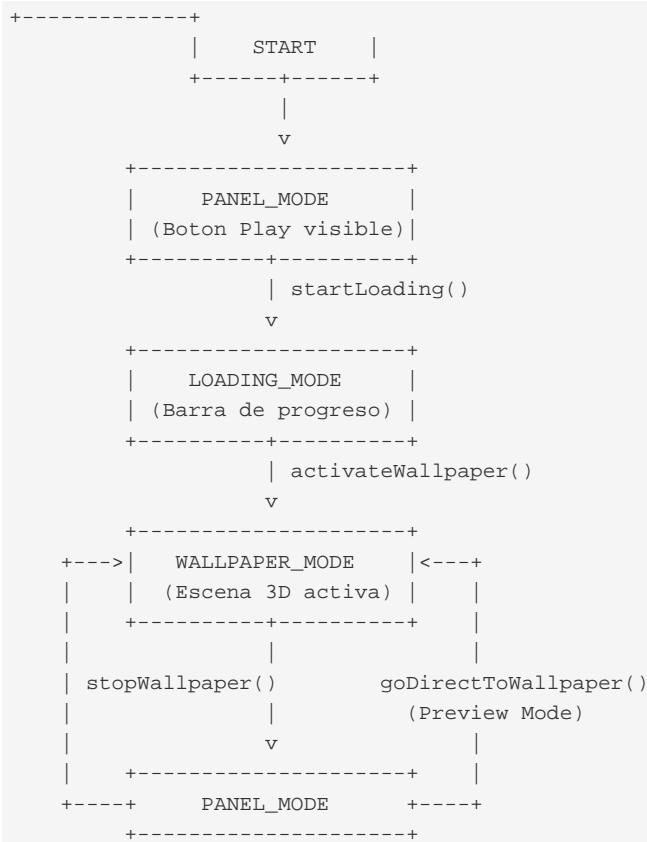 +-------------+
| START |
+------+------+
|
v
+---------------------+
| PANEL_MODE |
| (Boton Play visible)|
+----------+----------+
| startLoading()
v
+---------------------+
| LOADING_MODE |
| (Barra de progreso) |
+----------+----------+
| activateWallpaper()
v
+---------------------+
+--->| WALLPAPER_MODE |<---+
| | (Escena 3D activa) | |
| +----------+----------+ |
| | |
| stopWallpaper() goDirectToWallpaper()
| | (Preview Mode)
| v |
| +---------------------+ |
+----+ PANEL_MODE +----+
+---------------------+